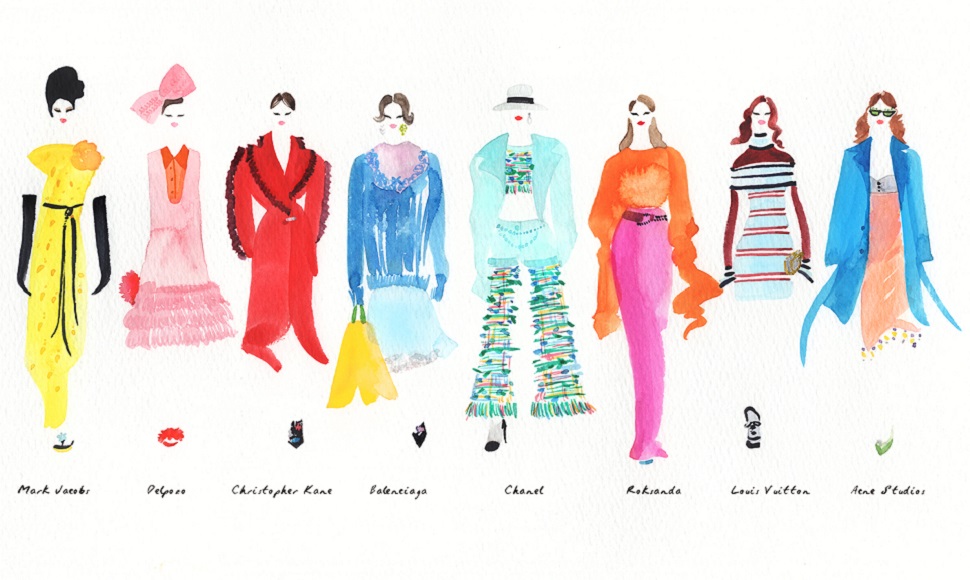 Mark Jacobs
Delpozo
Christopher Kane
Balenciaga
Chanel
Roksanda
Louis Vuitton
Acne Studios